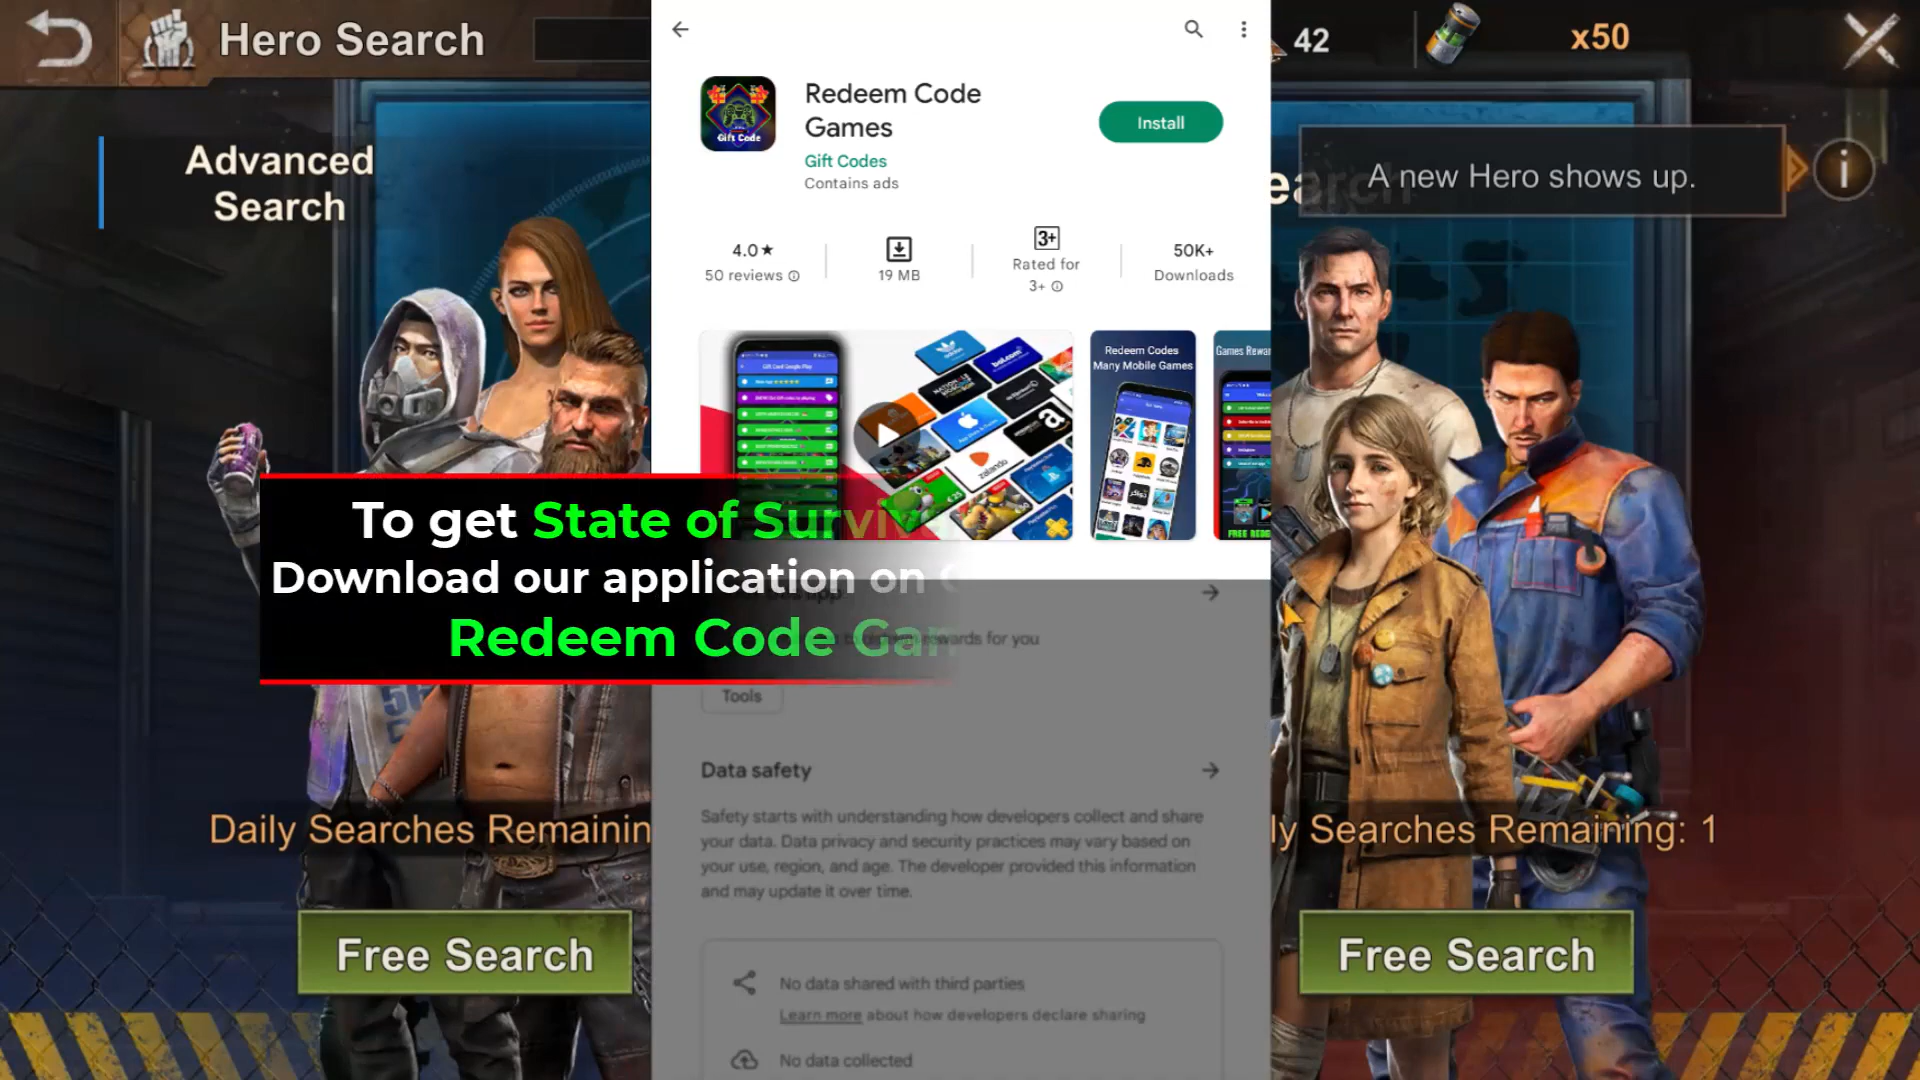 Hero Search
42
x50
Advanced
Search
A new Hero shows up.
Redeem Code
Games
Gift Code
Install
Gift Codes
Contains ads
4.0★
50 reviews
19 MB
3+
Rated for
3+
50K+
Downloads
Redeem Codes
Many Mobile Games
To get State of
Download our application on
Redeem Code
rewards for you
Tools
Data safety
Safety starts with understanding how developers collect and share
your data. Data privacy and security practices may vary based on
your use, region, and age. The developer provided this information
and may update it over time.
Daily Searches
Searches Remaining: 1
Free Search
Free Search
No data shared with third parties
Learn more about how developers declare sharing
No data collected